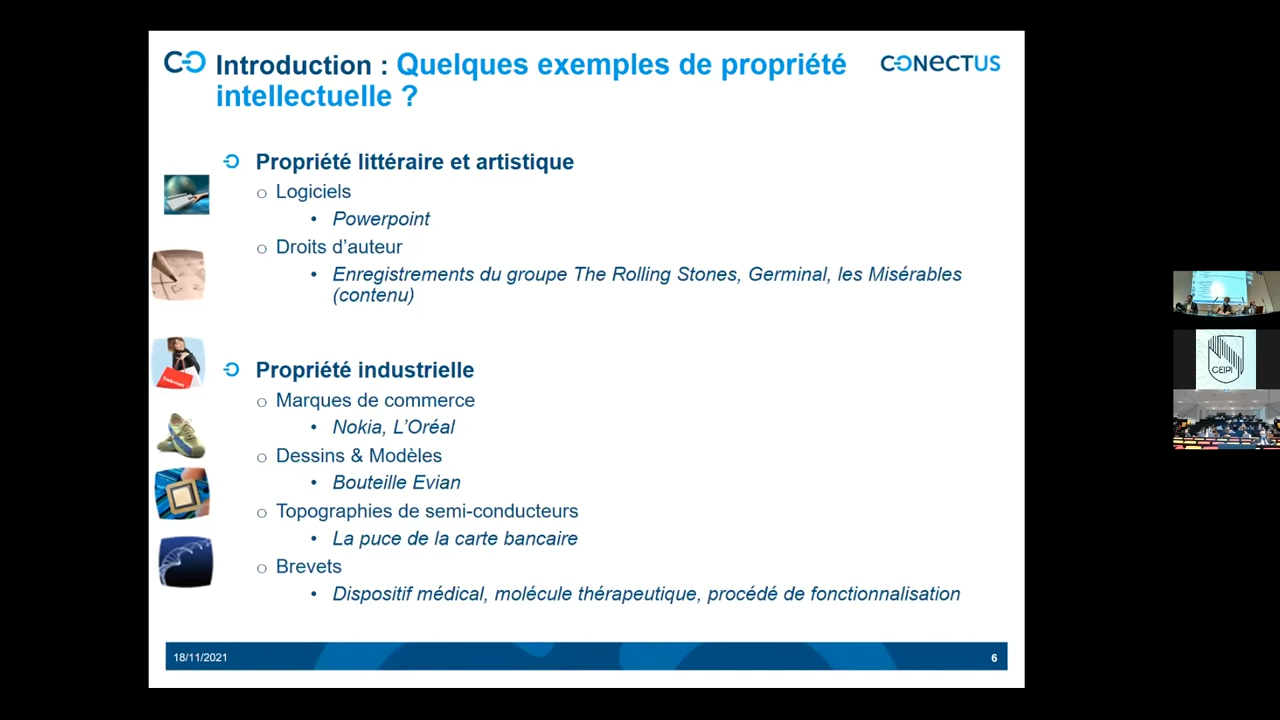 Introduction : Quelques exemples de propriété
intellectuelle ?
CONECTUS
Propriété littéraire et artistique
Logiciels
Powerpoint
Droits d'auteur
Enregistrements du groupe The Rolling Stones, Germinal, les Misérables
(contenu)
Propriété industrielle
Marques de commerce
Nokia, L'Oréal
Dessins & Modèles
Bouteille Evian
Topographies de semi-conducteurs
La puce de la carte bancaire
Brevets
Dispositif médical, molécule thérapeutique, procédé de fonctionnalisation
18/11/2021
6
CEIPI